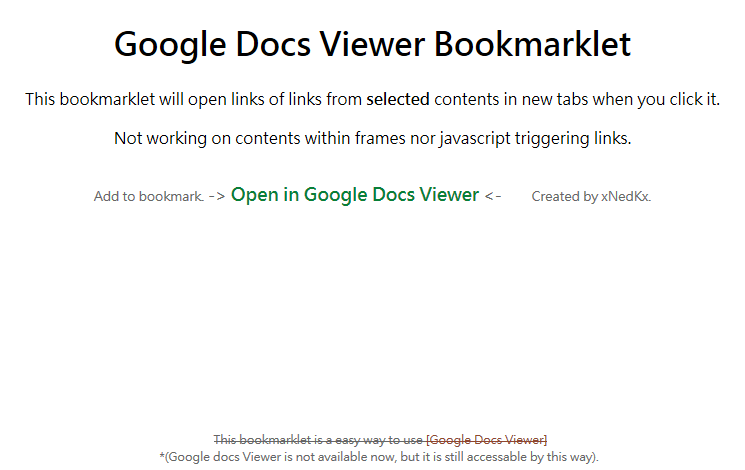 Google Docs Viewer Bookmarklet
This bookmarklet will open links of links from selected contents in new tabs when you click it.
Not working on contents within frames nor javascript triggering links.
Add to bookmark. -> Open in Google Docs Viewer <- Created by xNedKx.
This bookmarklet is a easy way to use [Google Docs Viewer]
*(Google docs Viewer is not available now, but it is still accessable by this way).